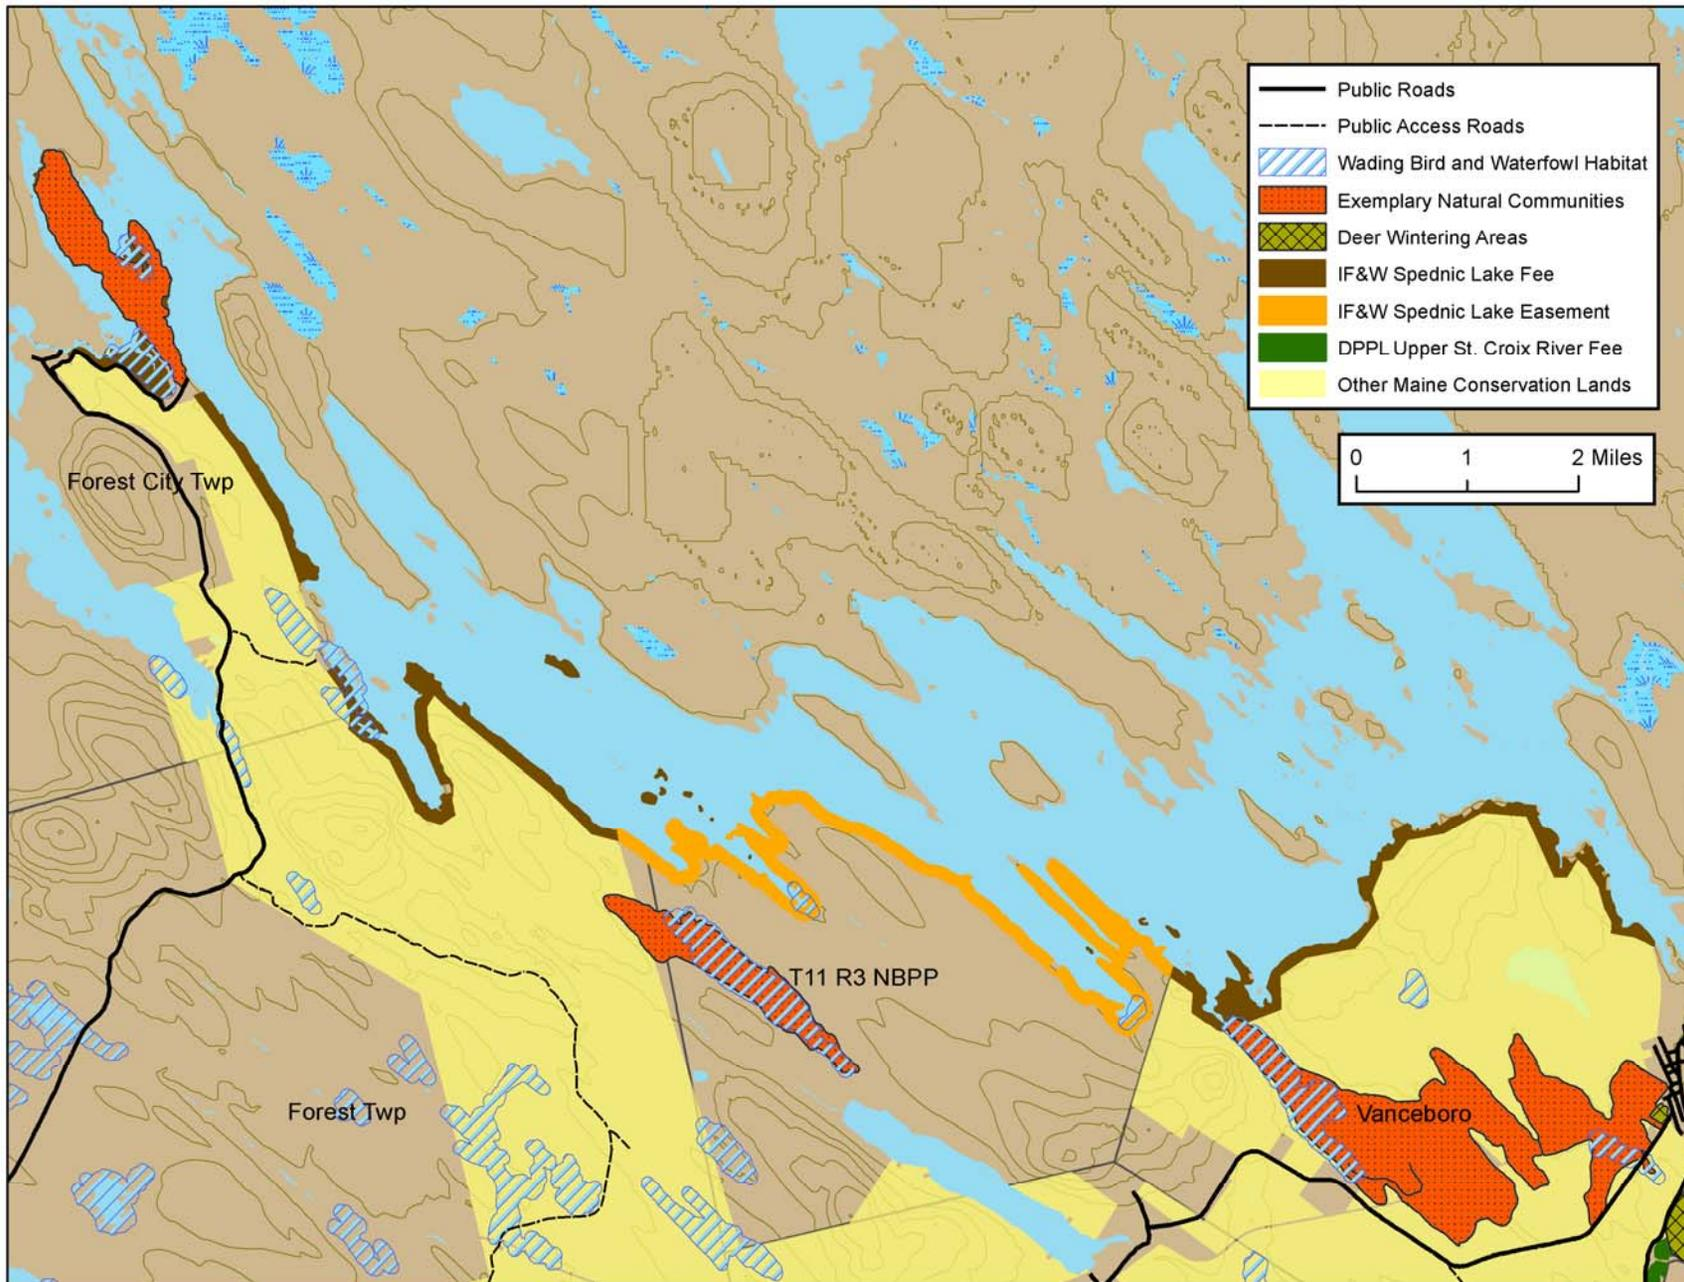 Public Roads
Public Access Roads
Wading Bird and Waterfowl Habitat
Exemplary Natural Communities
Deer Wintering Areas
IF&W Spednic Lake Fee
IF&W Spednic Lake Easement
DPPL Upper St. Croix River Fee
Other Maine Conservation Lands
0 1 2 Miles
Forest City Twp
T11 R3 NBPP
Forest Twp
Vanceboro